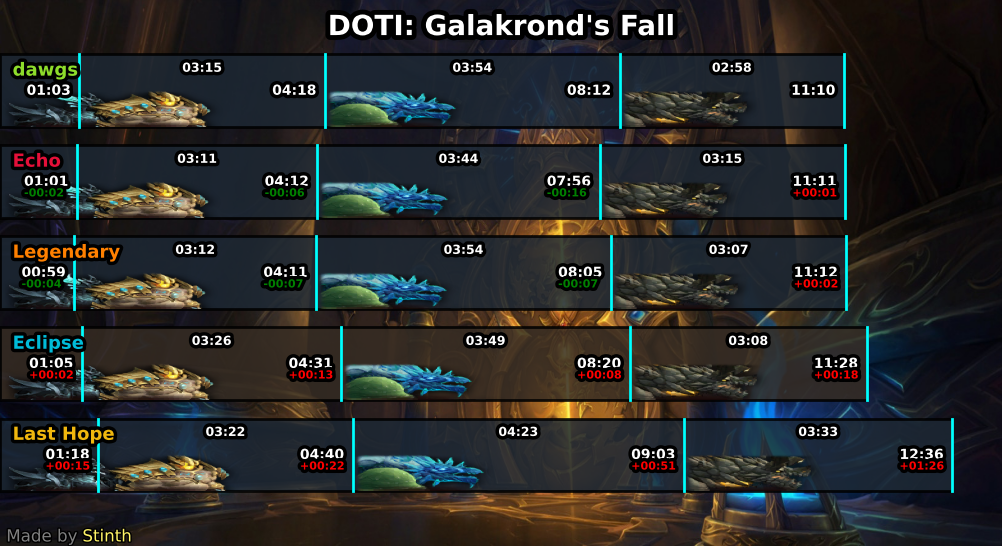 DOTI: Galakrond's Fall
dawgs
03:15 03:54 02:58
01:03 04:18 08:12 11:10
Echo
03:11 03:44 03:15
01:01 04:12 07:56 11:11
-00:02 -00:06 -00:16 +00:01
Legendary
03:12 03:54 03:07
00:59 04:11 08:05 11:12
-00:04 -00:07 -00:07 +00:02
Eclipse
03:26 03:49 03:08
01:05 04:31 08:20 11:28
+00:02 +00:13 +00:08 +00:18
Last Hope
03:22 04:23 03:33
01:18 04:40 09:03 12:36
+00:15 +00:22 +00:51 +01:26
Made by Stinth